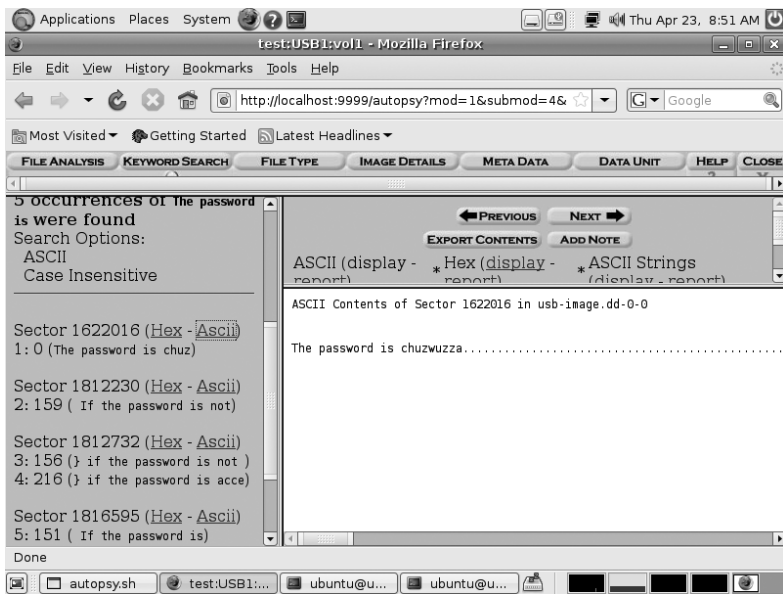 Applications Places System Thu Apr 23, 8:51 AM
test:USB1:vol1 - Mozilla Firefox
File Edit View History Bookmarks Tools Help
http://localhost:9999/autopsy?mod=1&submod=4& G Google
Most Visited Getting Started Latest Headlines
FILE ANALYSIS KEYWORD SEARCH FILE TYPE IMAGE DETAILS META DATA DATA UNIT HELP CLOSE
? X
5 occurrences of The password
is were found
Search Options:
ASCII
Case Insensitive
Sector 1622016 (Hex - Ascii)
1: 0 (The password is chuz)
Sector 1812230 (Hex - Ascii)
2: 159 ( If the password is not)
Sector 1812732 (Hex - Ascii)
3: 156 (} if the password is not )
4: 216 (} if the password is acce)
Sector 1816595 (Hex - Ascii)
5: 151 ( If the password is)
PREVIOUS NEXT
EXPORT CONTENTS ADD NOTE
ASCII (display - * Hex (display - * ASCII Strings
report) report) (display - report)
ASCII Contents of Sector 1622016 in usb-image.dd-0-0
The password is chuzwuzza.............................................
Done
autopsy.sh test:USB1:... ubuntu@u... ubuntu@u...